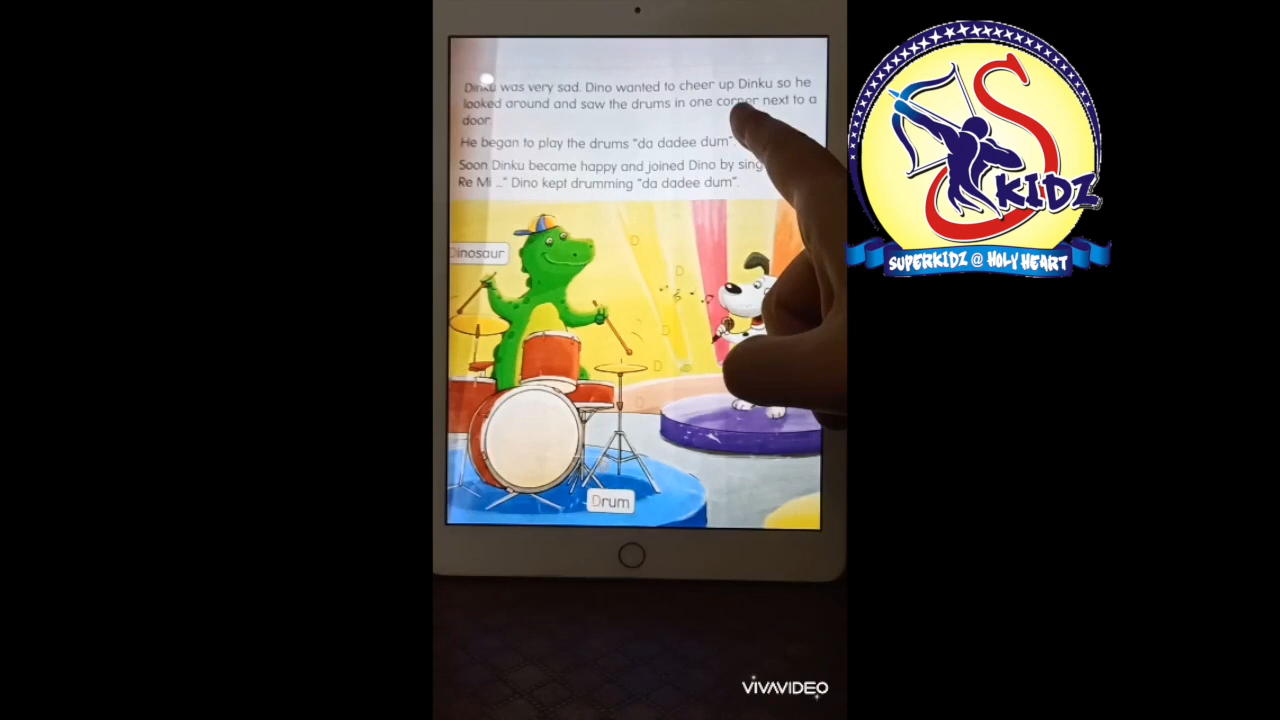 Dinku was very sad. Dino wanted to cheer up Dinku so he
looked around and saw the drums in one corner next to a
door.
He began to play the drums "da dadee dum".
Soon Dinku became happy and joined Dino by sing
Re Mi ..." Dino kept drumming "da dadee dum".
Dinosaur
D
D
D
D
D
Drum
S
KIDZ
SUPERKIDZ @ HOLY HEART
VIVAVIDEO